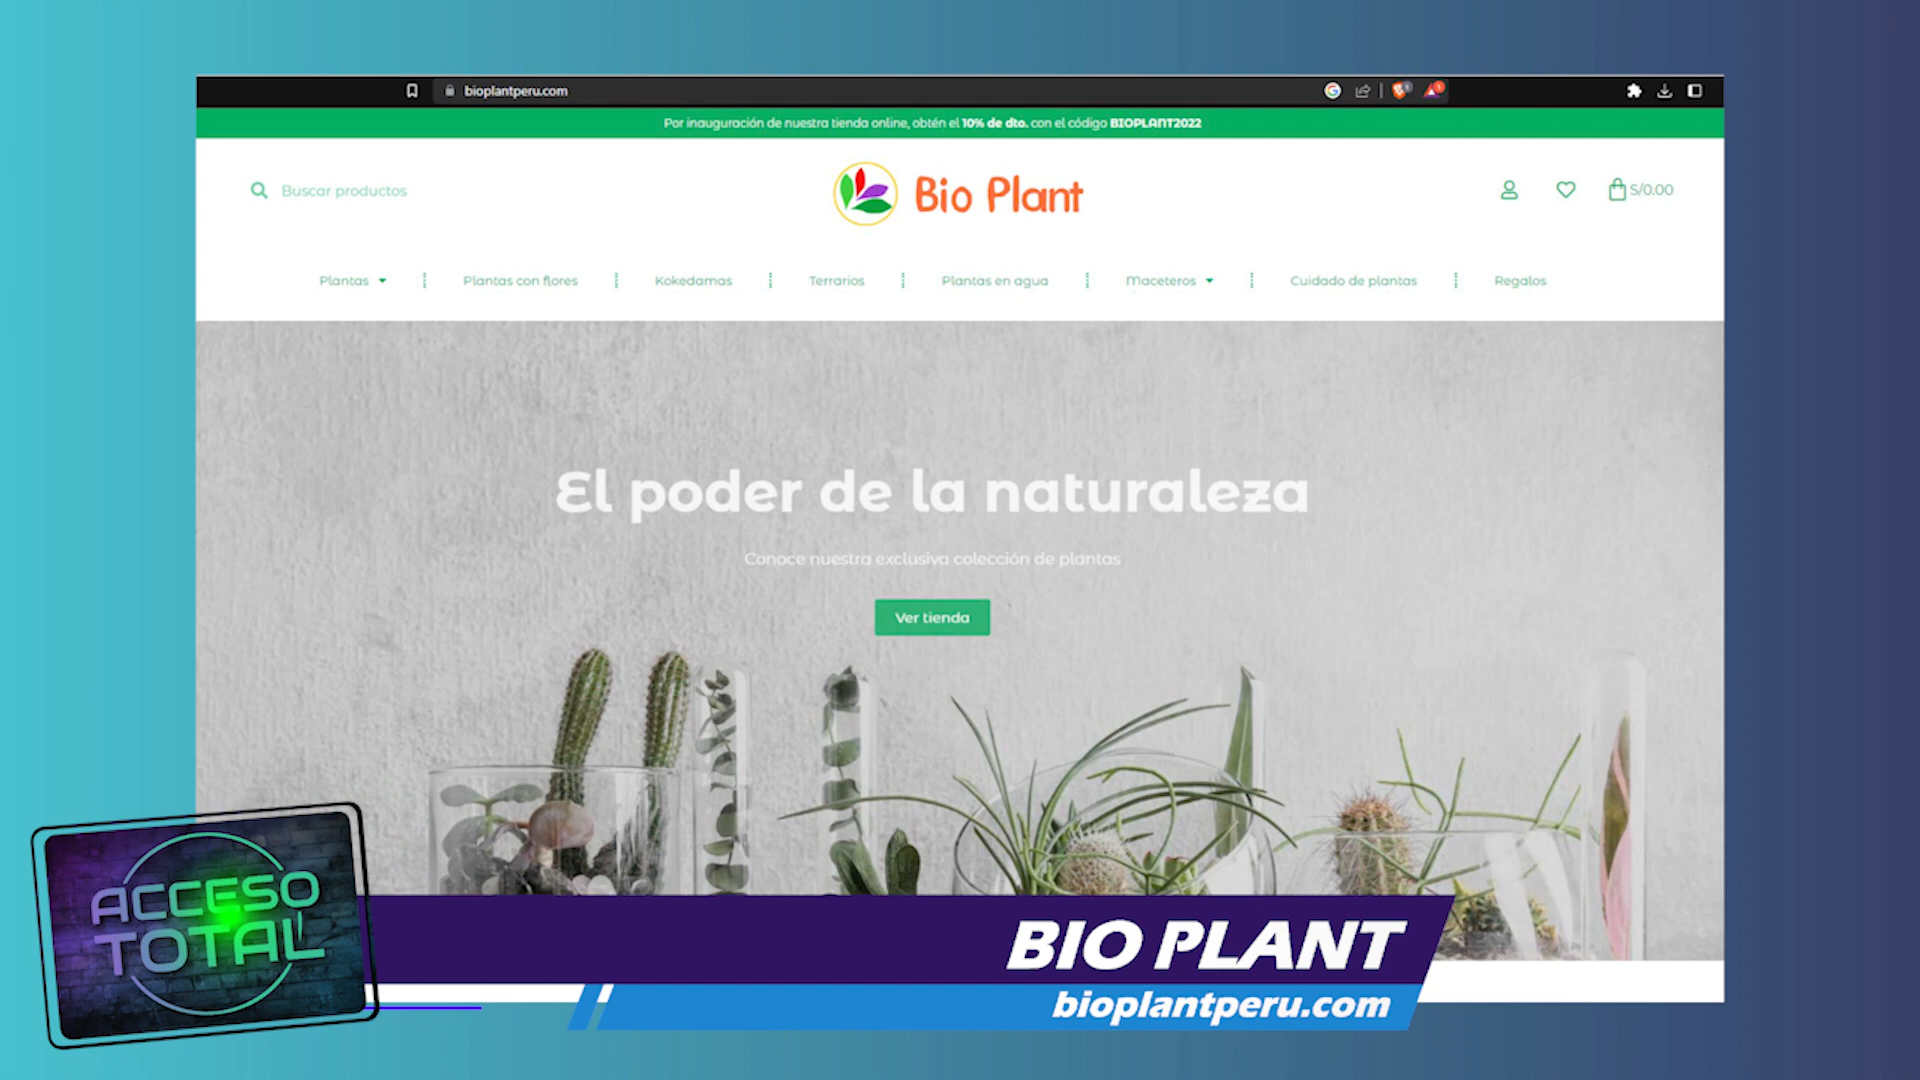 bioplantperu.com
Por inauguración de nuestra tienda online, obtén el 10% de dto. con el código BIOPLANT2022
Buscar productos
Bio Plant
S/0.00
Plantas
Plantas con flores
Kokedamas
Terrarios
Plantas en agua
Maceteros
Cuidado de plantas
Regalos
El poder de la naturaleza
Conoce nuestra exclusiva colección de plantas
Ver tienda
ACCESO
TOTAL
BIO PLANT
bioplantperu.com